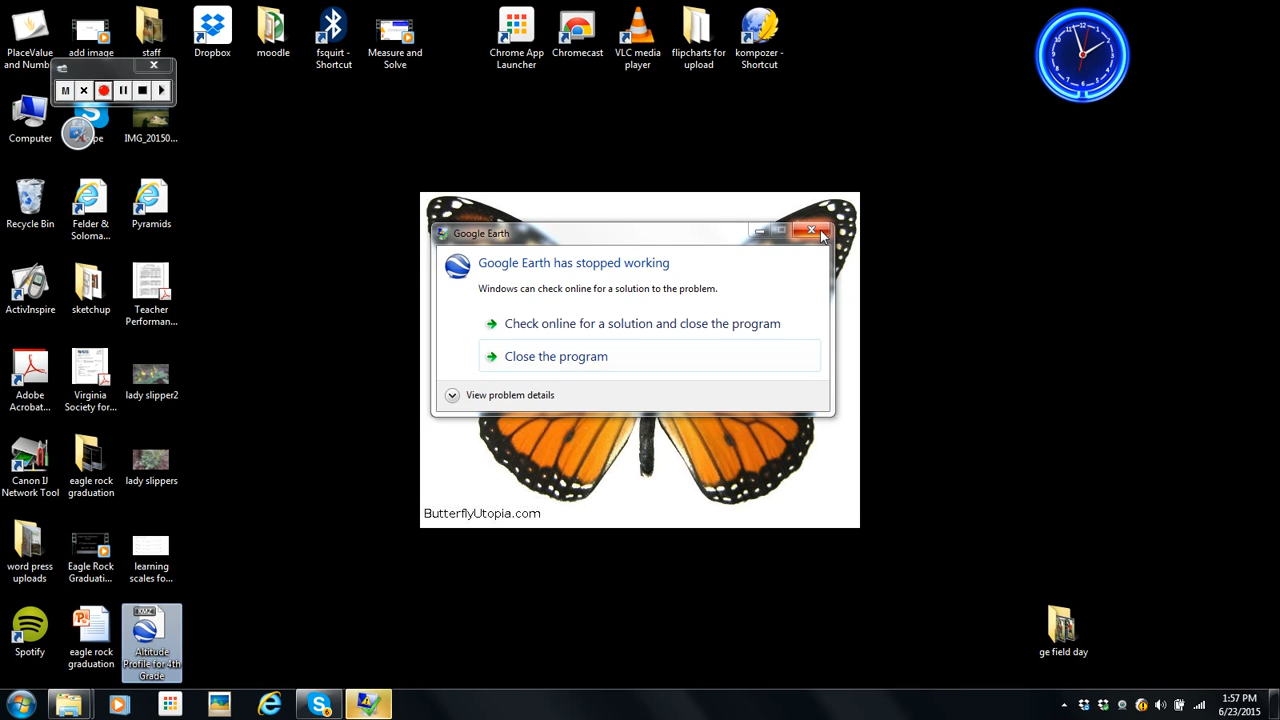 PlaceValue
and Numb
add image
staff
Dropbox
moodle
fsquirt -
Shortcut
Measure and
Solve
Chrome App
Launcher
Chromecast
VLC media
player
flipcharts for
upload
kompozer -
Shortcut
12
M
Computer
IMG_20150...
Recycle Bin
Felder &
Soloma...
Pyramids
Google Earth
Google Earth has stopped working
Windows can check online for a solution to the problem.
Check online for a solution and close the program
Close the program
View problem details
ActivInspire
sketchup
Teacher
Performan...
Adobe
Acrobat...
Virginia
Society for...
lady slipper2
Canon IJ
Network Tool
eagle rock
graduation
lady slippers
ButterflyUtopia.com
word press
uploads
Eagle Rock
Graduati...
learning
scales fo...
Spotify
eagle rock
graduation
KMZ
Altitude
Profile for 4th
Grade
ge field day
1:57 PM
6/23/2015